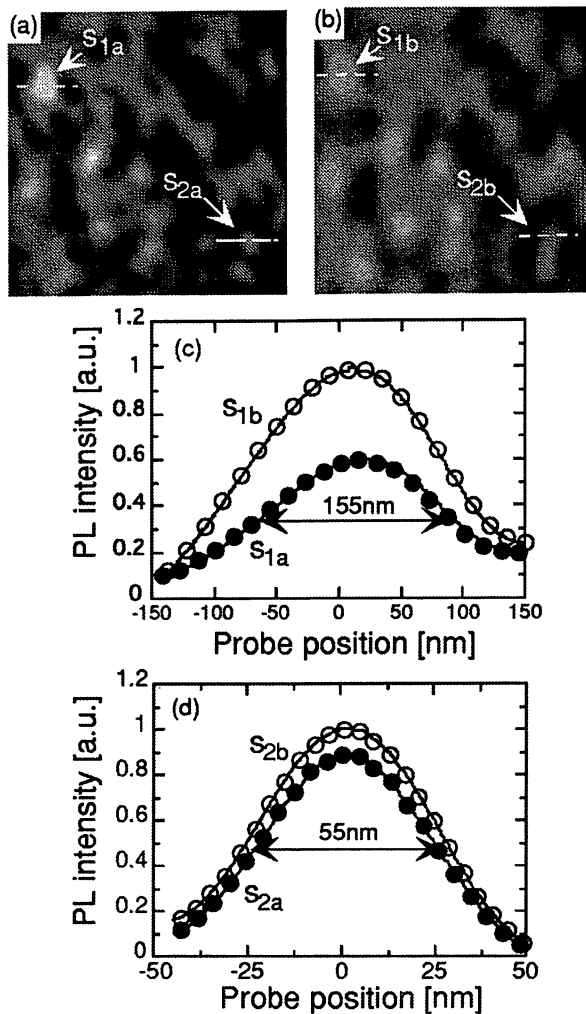 (a)
S1a
S2a
(b)
S1b
S2b
(c)
PL intensity [a.u.]
1.2
1
0.8
0.6
0.4
0.2
0
S1b
S1a
155nm
-150 -100 -50 0 50 100 150
Probe position [nm]
(d)
PL intensity [a.u.]
1.2
1
0.8
0.6
0.4
0.2
0
S2b
S2a
55nm
-50 -25 0 25 50
Probe position [nm]